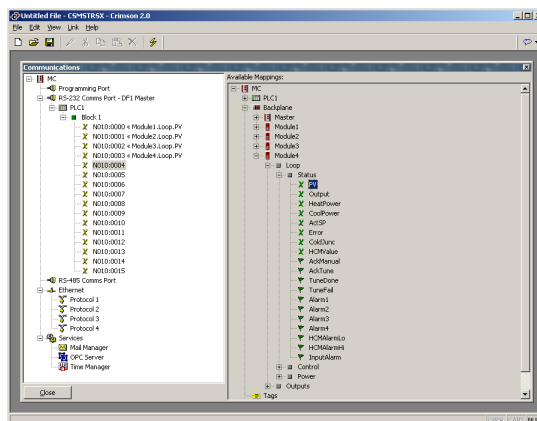 Untitled File - CSMSTRSX - Crimson 2.0
File Edit View Link Help
Communications
MC
Programming Port
RS-232 Comms Port - DF1 Master
PLC1
Block 1
N010:0000 « Module1.Loop.PV
N010:0001 « Module2.Loop.PV
N010:0002 « Module3.Loop.PV
N010:0003 « Module4.Loop.PV
N010:0004
N010:0005
N010:0006
N010:0007
N010:0008
N010:0009
N010:0010
N010:0011
N010:0012
N010:0013
N010:0014
N010:0015
RS-485 Comms Port
Ethernet
Protocol 1
Protocol 2
Protocol 3
Protocol 4
Services
Mail Manager
OPC Server
Time Manager
Close
Available Mappings:
MC
PLC1
Backplane
Master
Module1
Module2
Module3
Module4
Loop
Status
PV
Output
HeatPower
CoolPower
ActSP
Error
ColdJunc
HCMValue
AckManual
AckTune
TuneDone
TuneFail
Alarm1
Alarm2
Alarm3
Alarm4
HCMAlarmLo
HCMAlarmHi
InputAlarm
Control
Power
Outputs
Tags
OVER CAP NU